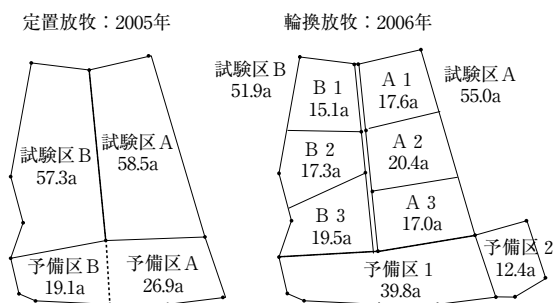 定置放牧：2005年
試験区B
57.3a
試験区A
58.5a
予備区B
19.1a
予備区A
26.9a
輪換放牧：2006年
試験区B
51.9a
試験区A
55.0a
B 1
15.1a
A 1
17.6a
B 2
17.3a
A 2
20.4a
B 3
19.5a
A 3
17.0a
予備区 1
39.8a
予備区 2
12.4a